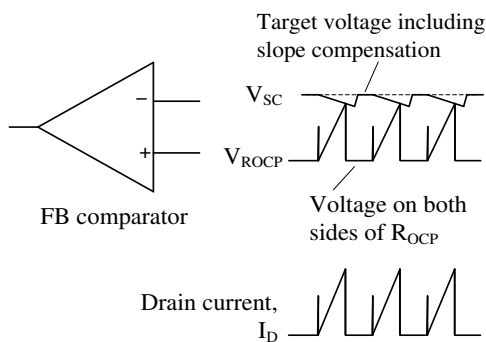 Target voltage including
slope compensation
V_SC
−
+
V_ROCP
FB comparator
Voltage on both
sides of R_OCP
Drain current,
I_D